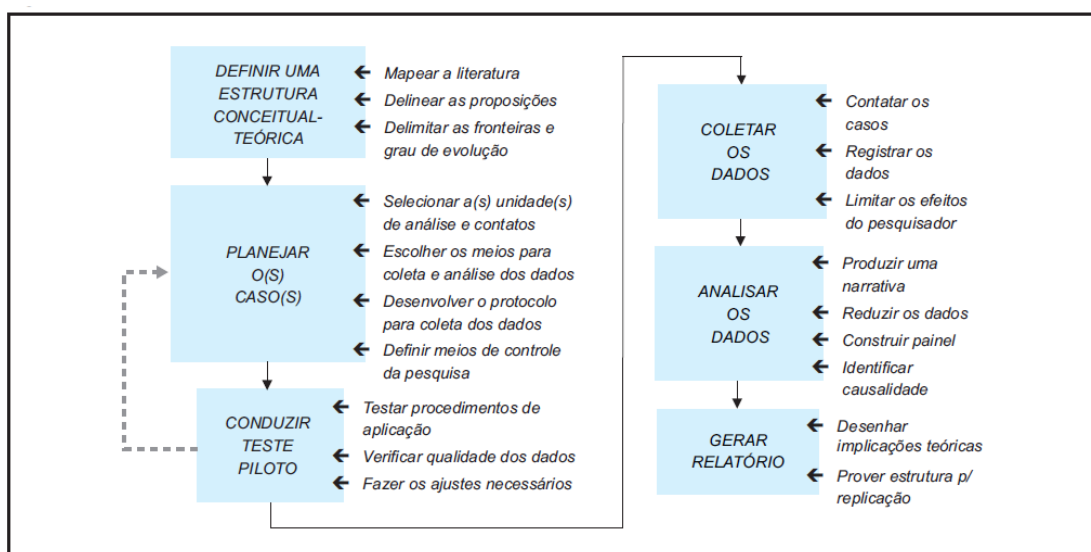 DEFINIR UMA
ESTRUTURA
CONCEITUAL-
TEÓRICA
Mapear a literatura
Delinear as proposições
Delimitar as fronteiras e
grau de evolução
PLANEJAR
O(S)
CASO(S)
Selecionar a(s) unidade(s)
de análise e contatos
Escolher os meios para
coleta e análise dos dados
Desenvolver o protocolo
para coleta dos dados
Definir meios de controle
da pesquisa
CONDUZIR
TESTE
PILOTO
Testar procedimentos de
aplicação
Verificar qualidade dos dados
Fazer os ajustes necessários
COLETAR
OS
DADOS
Contatar os
casos
Registrar os
dados
Limitar os efeitos
do pesquisador
ANALISAR
OS
DADOS
Produzir uma
narrativa
Reduzir os dados
Construir painel
Identificar
causalidade
GERAR
RELATÓRIO
Desenhar
implicações teóricas
Prover estrutura p/
replicação